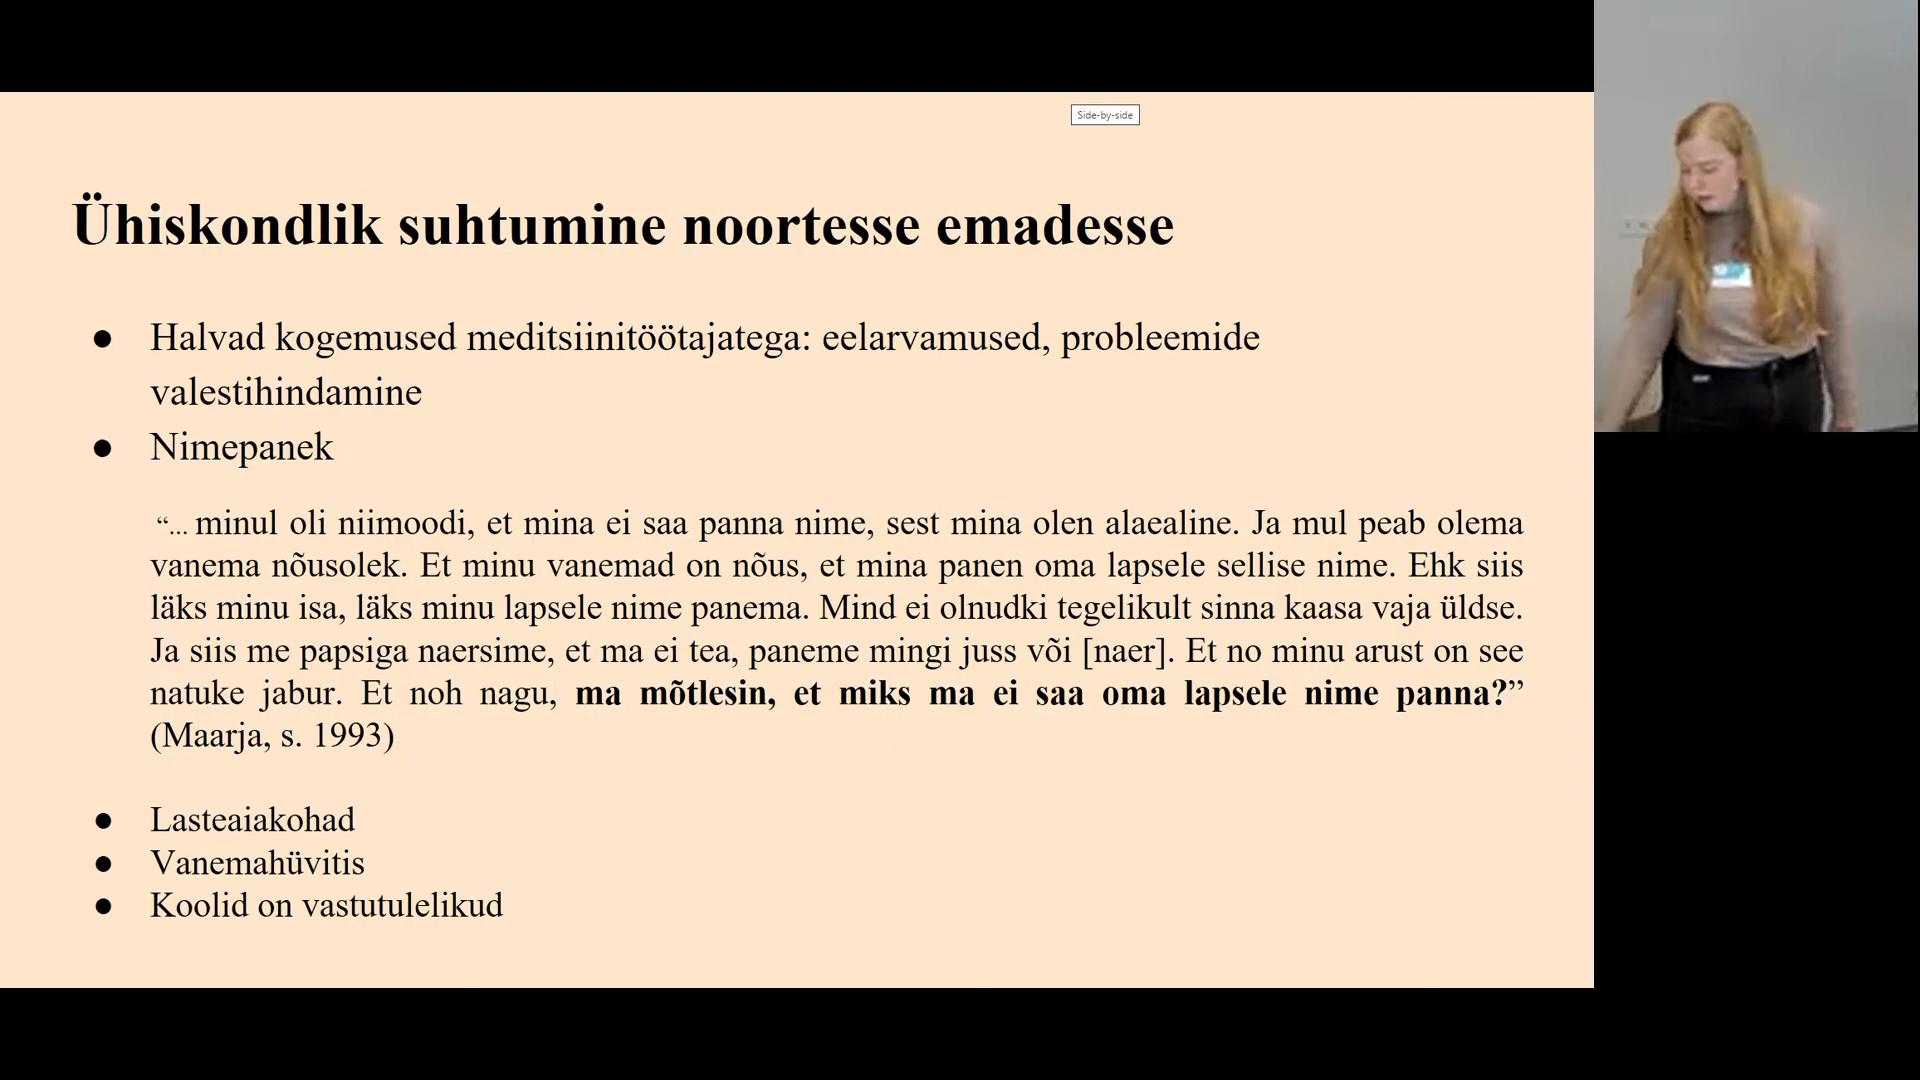 Side-by-side
Ühiskondlik suhtumine noortesse emadesse
● Halvad kogemused meditsiinitöötajatega: eelarvamused, probleemide
valestihindamine
● Nimepanek
“... minul oli niimoodi, et mina ei saa panna nime, sest mina olen alaealine. Ja mul peab olema
vanema nõusolek. Et minu vanemad on nõus, et mina panen oma lapsele sellise nime. Ehk siis
läks minu isa, läks minu lapsele nime panema. Mind ei olnudki tegelikult sinna kaasa vaja üldse.
Ja siis me papsiga naersime, et ma ei tea, paneme mingi juss või [naer]. Et no minu arust on see
natuke jabur. Et noh nagu, ma mõtlesin, et miks ma ei saa oma lapsele nime panna?”
(Maarja, s. 1993)
● Lasteaiakohad
● Vanemahüvitis
● Koolid on vastutulelikud